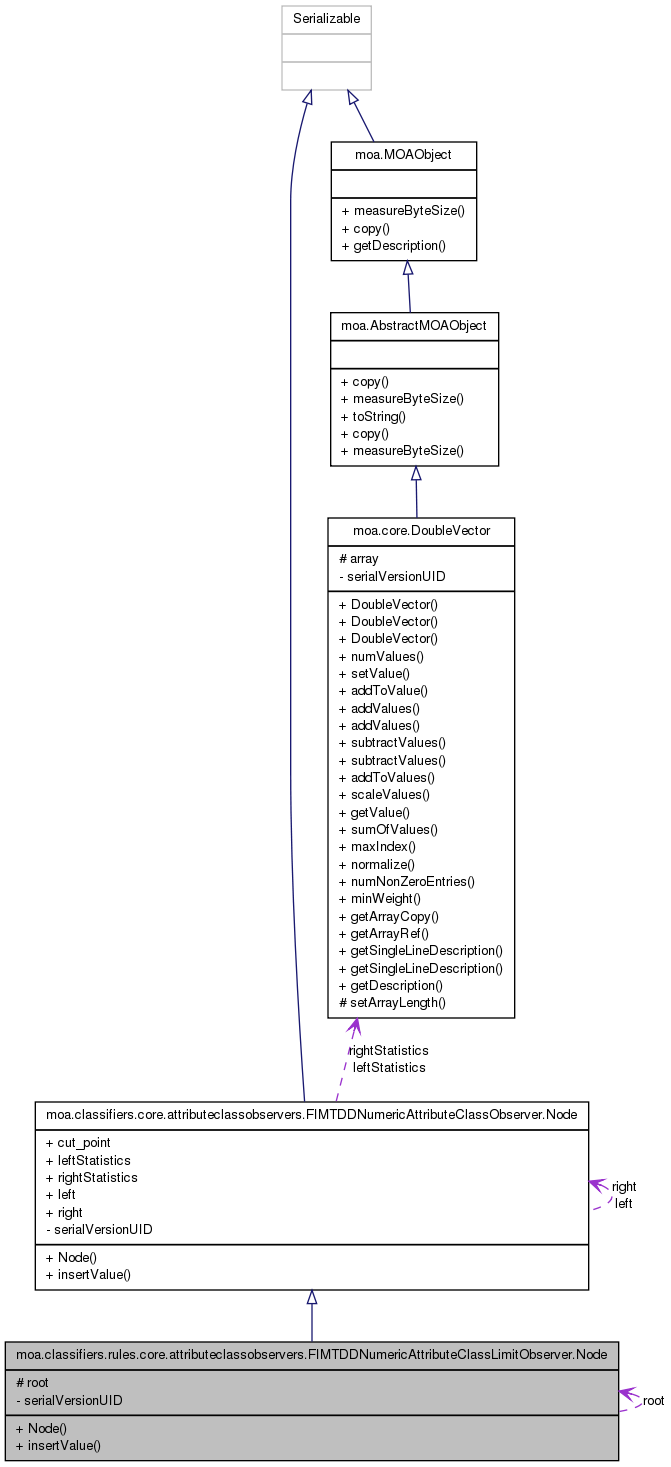 Serializable
moa.MOAObject
+ measureByteSize()
+ copy()
+ getDescription()
moa.AbstractMOAObject
+ copy()
+ measureByteSize()
+ toString()
+ copy()
+ measureByteSize()
moa.core.DoubleVector
# array
- serialVersionUID
+ DoubleVector()
+ DoubleVector()
+ DoubleVector()
+ numValues()
+ setValue()
+ addToValue()
+ addValues()
+ addValues()
+ subtractValues()
+ subtractValues()
+ addToValues()
+ scaleValues()
+ getValue()
+ sumOfValues()
+ maxIndex()
+ normalize()
+ numNonZeroEntries()
+ minWeight()
+ getArrayCopy()
+ getArrayRef()
+ getSingleLineDescription()
+ getSingleLineDescription()
+ getDescription()
# setArrayLength()
rightStatistics
leftStatistics
moa.classifiers.core.attributeclassobservers.FIMTDDNumericAttributeClassObserver.Node
+ cut_point
+ leftStatistics
+ rightStatistics
+ left
+ right
- serialVersionUID
+ Node()
+ insertValue()
right
left
moa.classifiers.rules.core.attributeclassobservers.FIMTDDNumericAttributeClassLimitObserver.Node
# root
- serialVersionUID
+ Node()
+ insertValue()
root